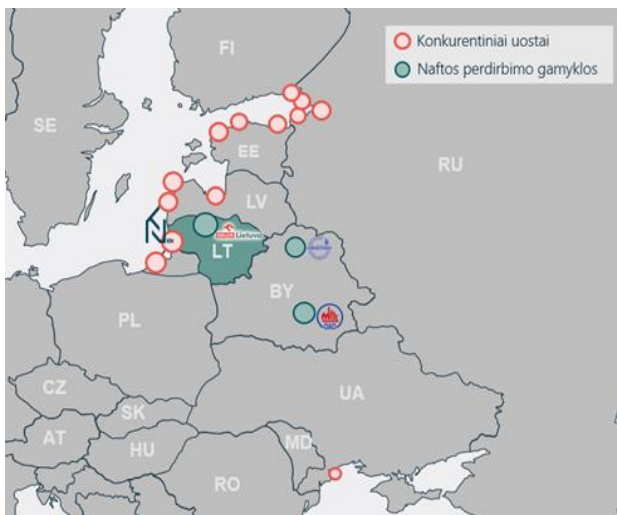 Konkurentiniai uostai
Naftos perdirbimo gamyklos
FI
SE
EE
RU
LV
Lietuva
LT
BY
PL
UA
CZ
SK
AT
HU
MD
RO